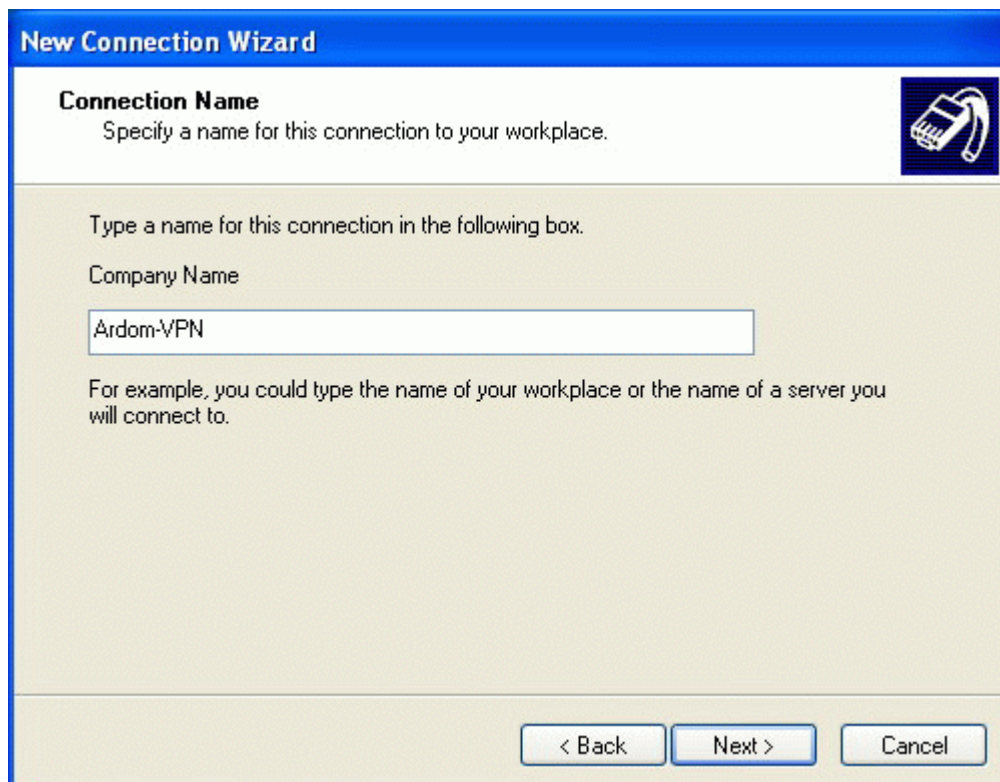 New Connection Wizard
Connection Name
Specify a name for this connection to your workplace.
Type a name for this connection in the following box.
Company Name
Ardom-VPN
For example, you could type the name of your workplace or the name of a server you
will connect to.
< Back Next > Cancel